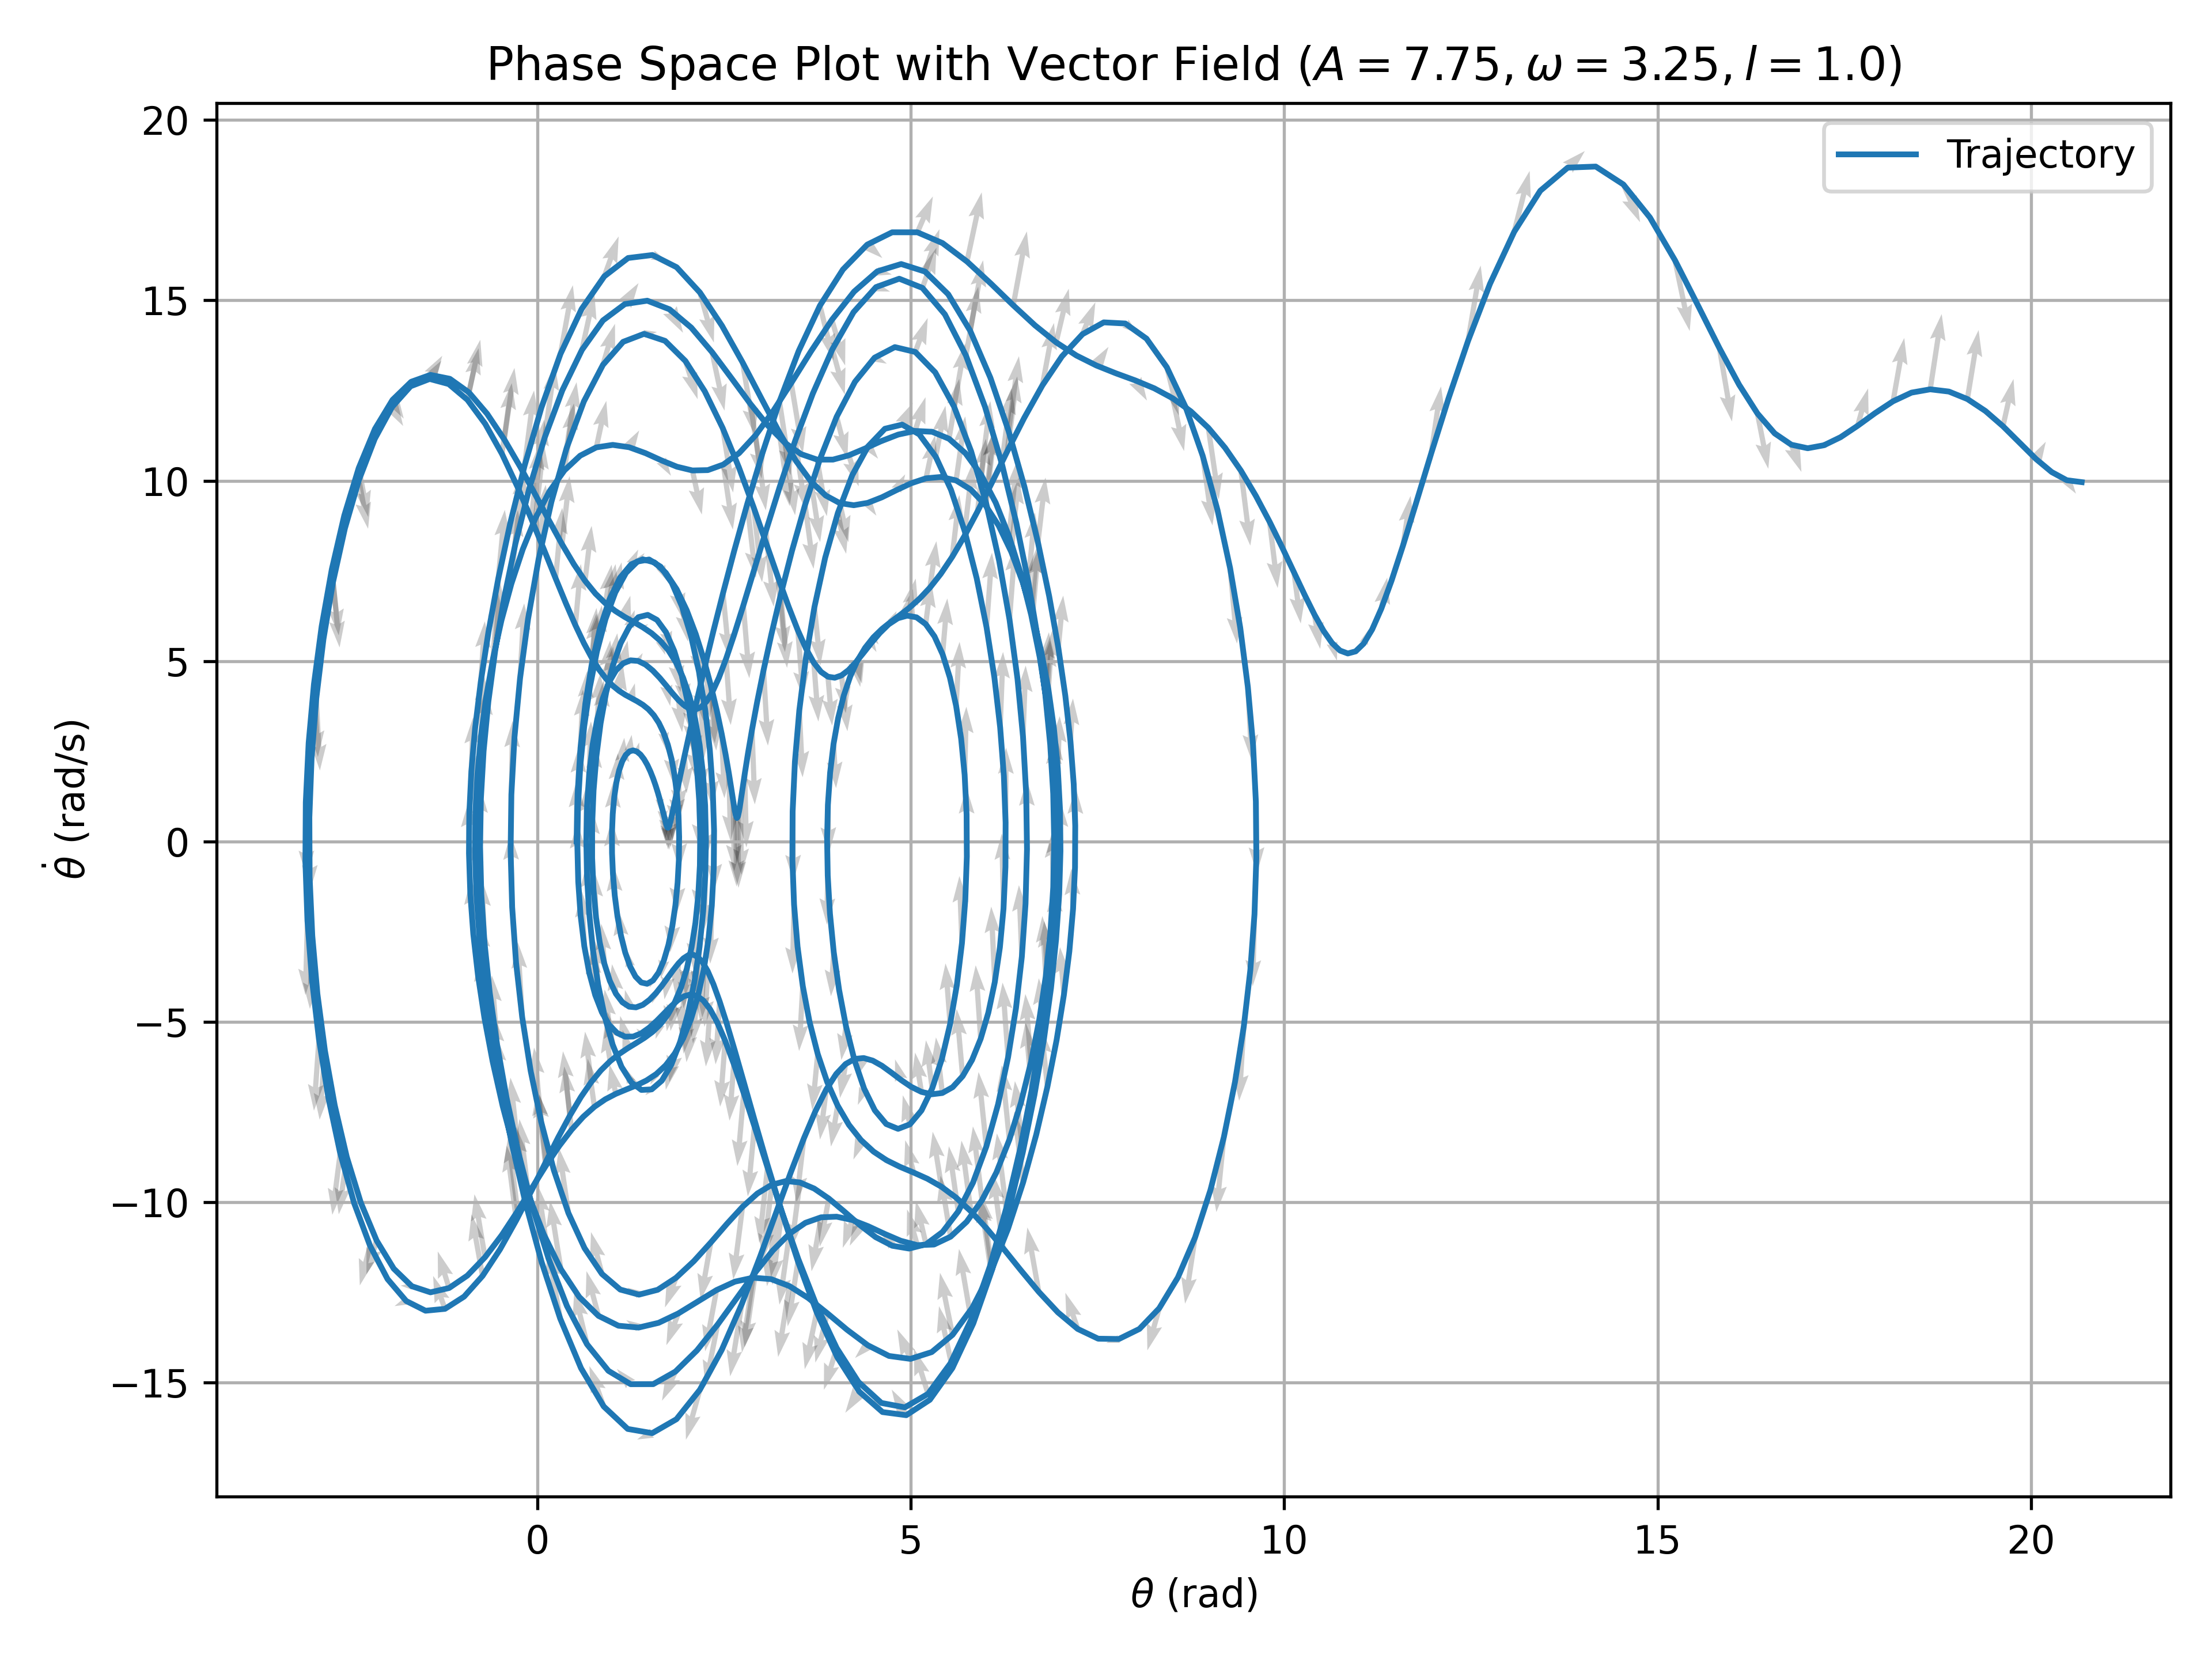 Phase Space Plot with Vector Field (A = 7.75, ω = 3.25, l = 1.0)
Trajectory
20
15
10
5
0
−5
−10
−15
θ̇ (rad/s)
0 5 10 15 20
θ (rad)